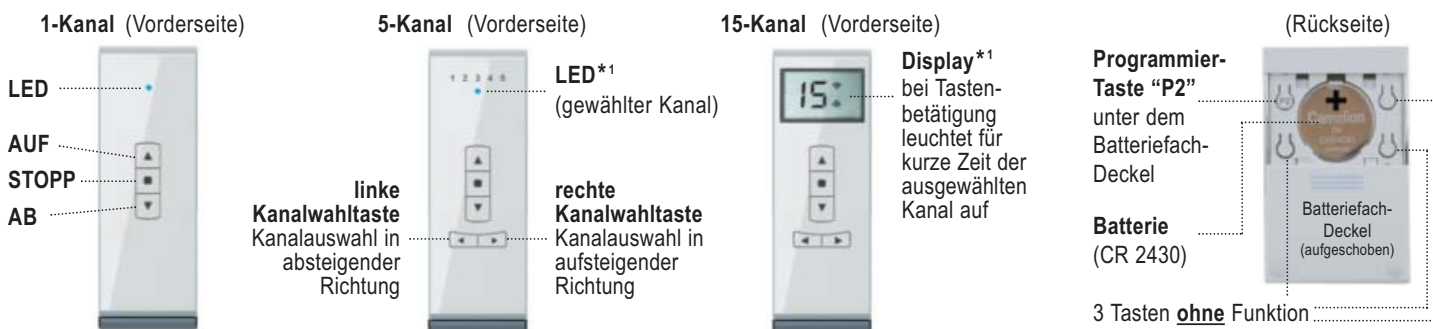 1-Kanal (Vorderseite)
LED
AUF
STOPP
AB
5-Kanal (Vorderseite)
1 2 3 4 5
LED*1
(gewählter Kanal)
linke
Kanalwahltaste
Kanalauswahl in
absteigender
Richtung
rechte
Kanalwahltaste
Kanalauswahl in
aufsteigender
Richtung
15-Kanal (Vorderseite)
15
Display*1
bei Tasten-
betätigung
leuchtet für
kurze Zeit der
ausgewählten
Kanal auf
(Rückseite)
Programmier-
Taste “P2”
unter dem
Batteriefach-
Deckel
Batterie
(CR 2430)
P2
+
Camelion
Batteriefach-
Deckel
(aufgeschoben)
3 Tasten ohne Funktion